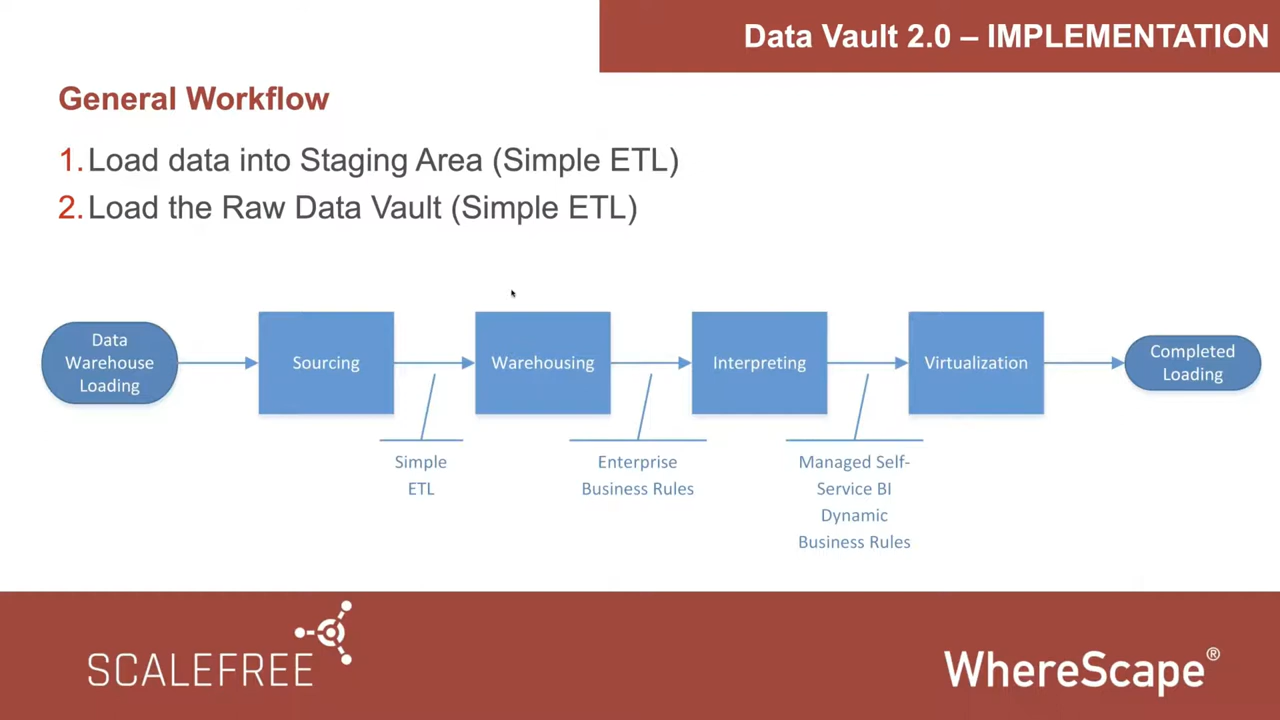 Data Vault 2.0 – IMPLEMENTATION
General Workflow
1. Load data into Staging Area (Simple ETL)
2. Load the Raw Data Vault (Simple ETL)
Data
Warehouse
Loading
Sourcing
Warehousing
Interpreting
Virtualization
Completed
Loading
Simple
ETL
Enterprise
Business Rules
Managed Self-
Service BI
Dynamic
Business Rules
SCALEFREE
WhereScape®